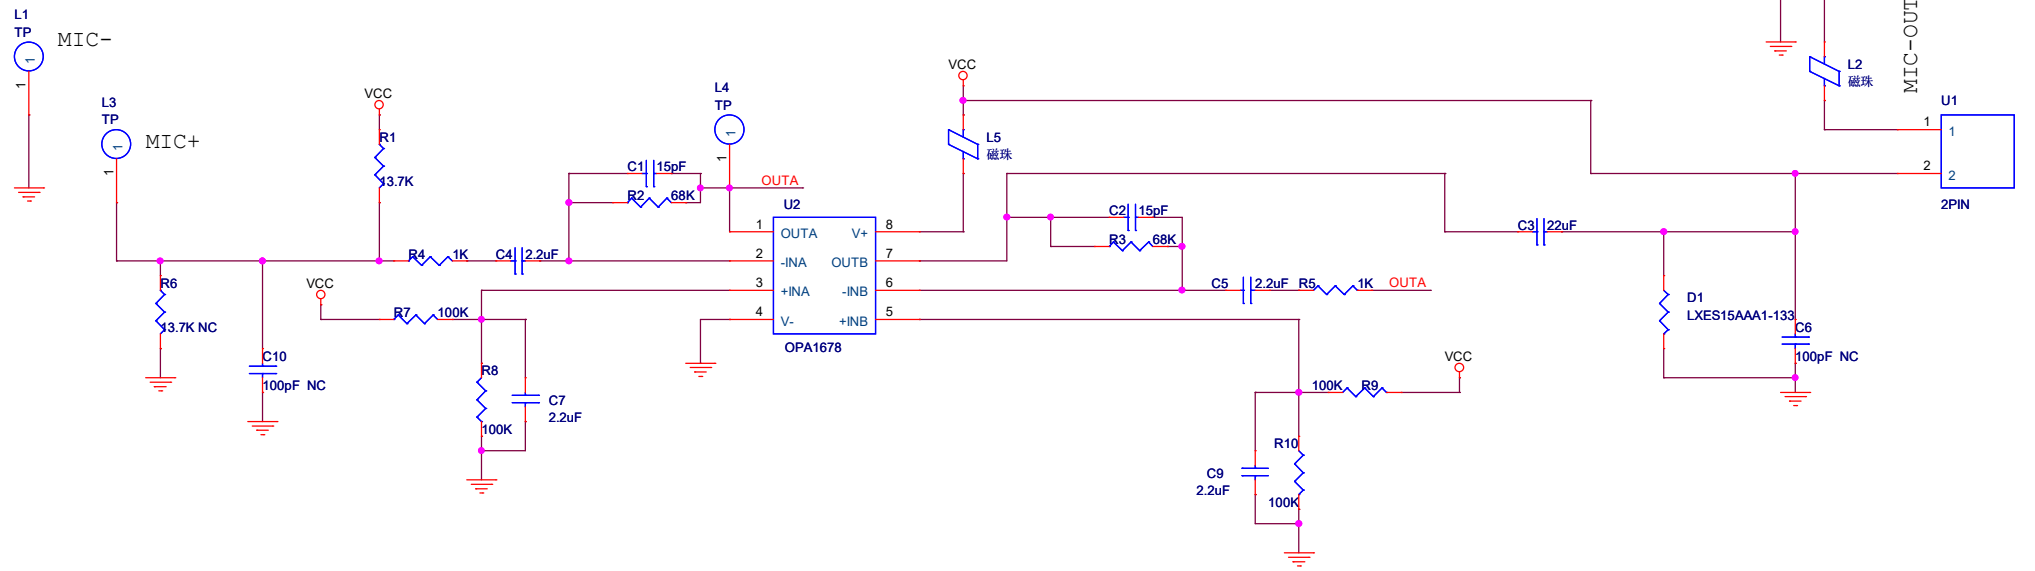 L1
TP
MIC-
1
1
L3
TP
MIC+
1
1
VCC
R1
13.7K
R6
13.7K NC
C10
100pF NC
R4
1K
C4
2.2uF
VCC
R7
100K
R8
100K
C7
2.2uF
C1
15pF
R2
68K
L4
TP
1
1
OUTA
U2
1
OUTA
2
-INA
3
+INA
4
V-
8
V+
7
OUTB
6
-INB
5
+INB
OPA1678
VCC
L5
磁珠
C2
15pF
R3
68K
C5
2.2uF
R5
1K
OUTA
100K
R9
VCC
R10
100K
C9
2.2uF
C3
22uF
D1
LXES15AAA1-133
C6
100pF NC
L2
磁珠
MIC-OUT
U1
1
1
2
2
2PIN